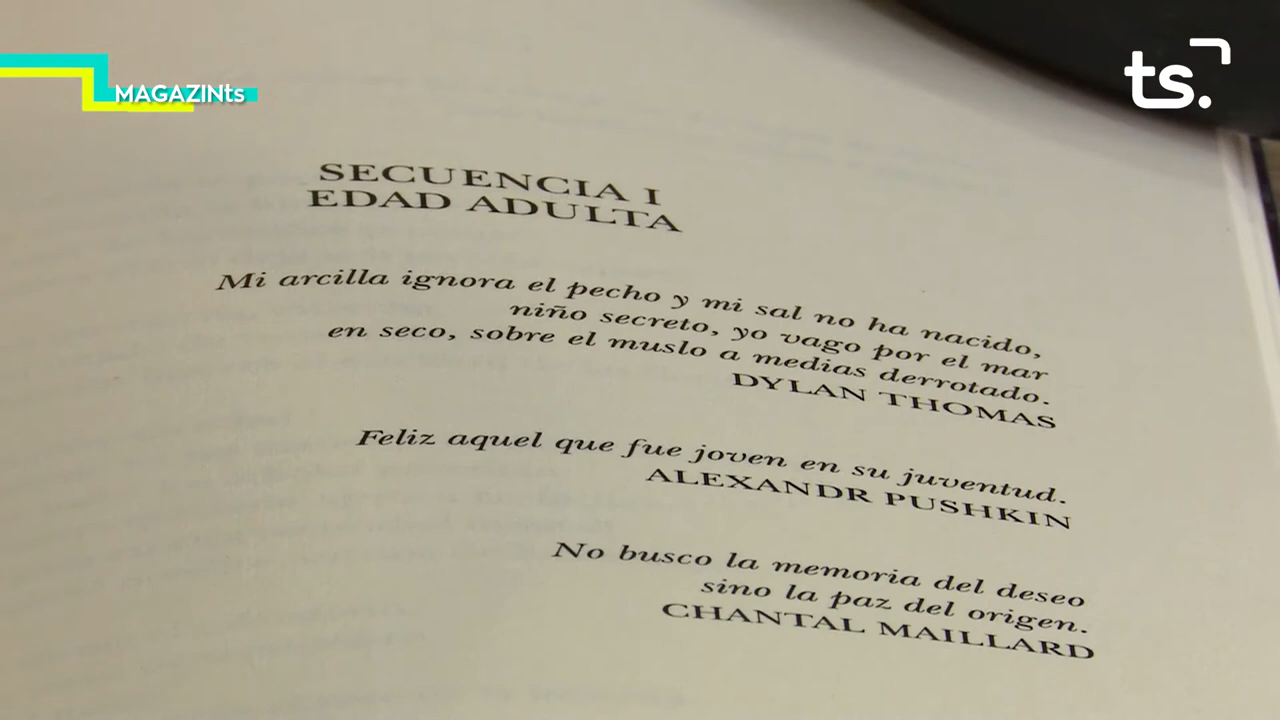 MAGAZINts
ts.
SECUENCIA I
EDAD ADULTA
Mi arcilla ignora el pecho y mi sal no ha nacido,
niño secreto, yo vago por el mar
en seco, sobre el muslo a medias derrotado.
DYLAN THOMAS
Feliz aquel que fue joven en su juventud.
ALEXANDR PUSHKIN
No busco la memoria del deseo
sino la paz del origen.
CHANTAL MAILLARD